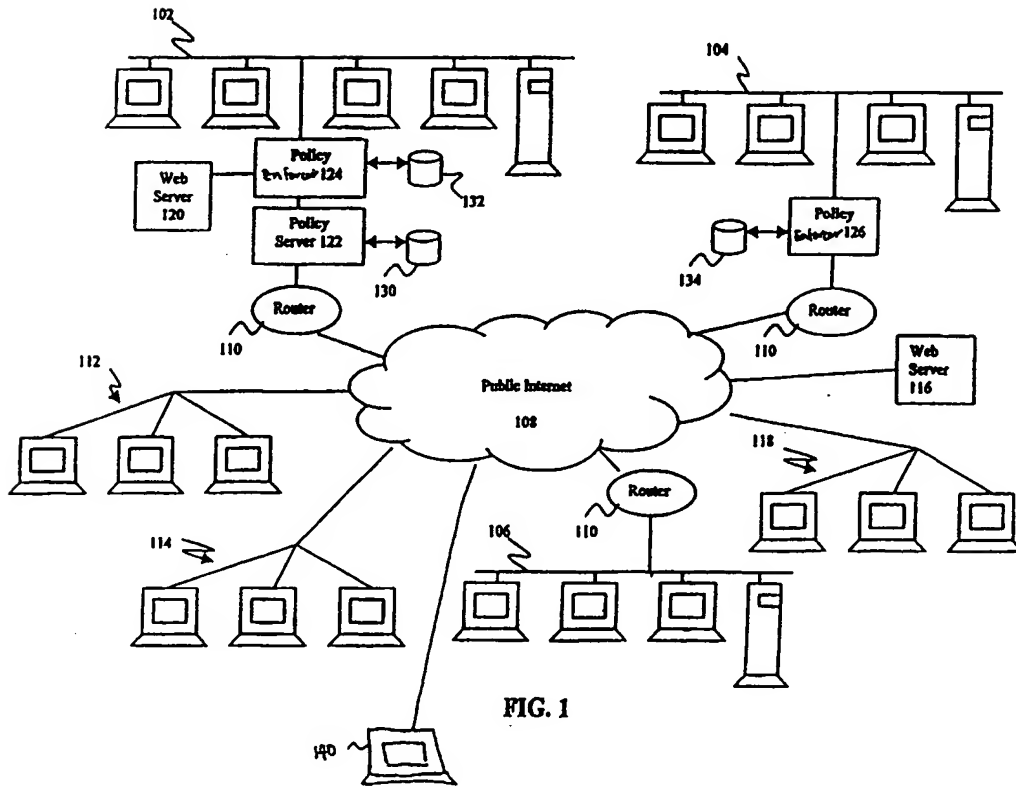 102
104
Policy
Enforcer 124
Web
Server
120
132
Policy
Server 122
130
Policy
Enforcer 126
134
Router
110
Router
110
112
Public Internet
108
Web
Server
116
118
Router
110
114
106
FIG. 1
140